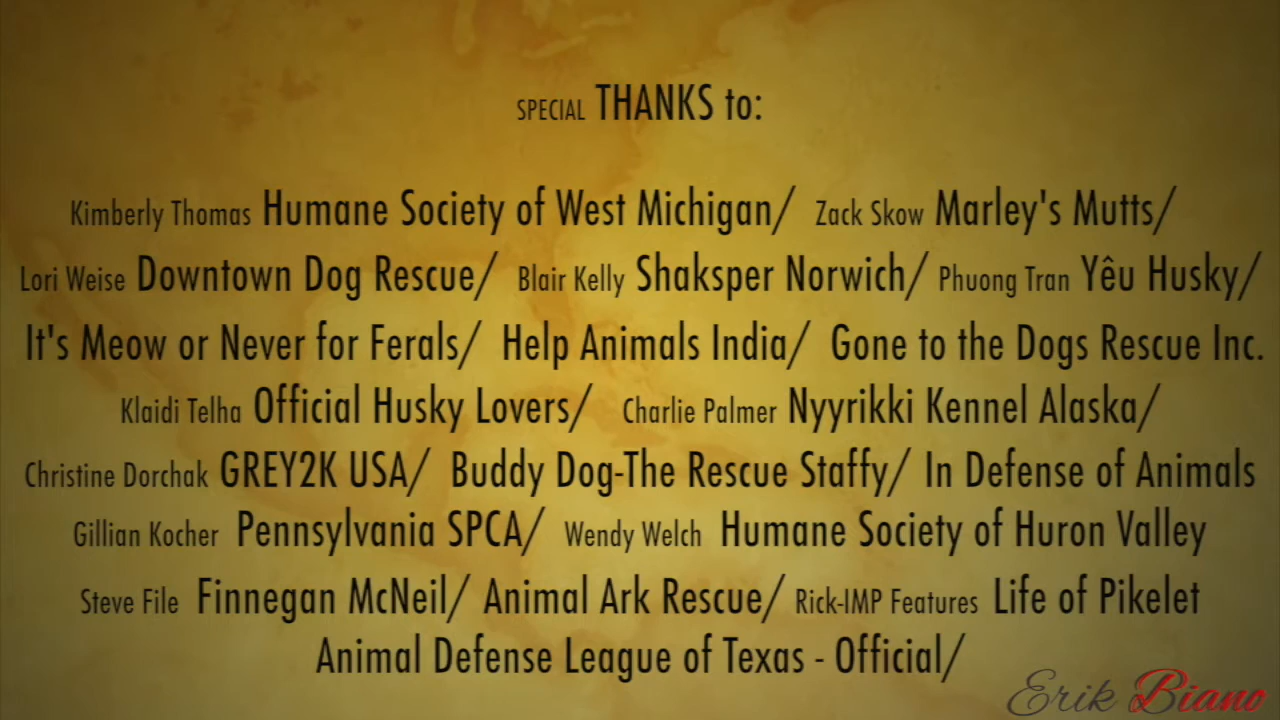 SPECIAL THANKS to:
Kimberly Thomas Humane Society of West Michigan/ Zack Skow Marley's Mutts/
Lori Weise Downtown Dog Rescue/ Blair Kelly Shaksper Norwich/ Phuong Tran Yêu Husky/
It's Meow or Never for Ferals/ Help Animals India/ Gone to the Dogs Rescue Inc.
Klaidi Telha Official Husky Lovers/ Charlie Palmer Nyyrikki Kennel Alaska/
Christine Dorchak GREY2K USA/ Buddy Dog-The Rescue Staffy/ In Defense of Animals
Gillian Kocher Pennsylvania SPCA/ Wendy Welch Humane Society of Huron Valley
Steve File Finnegan McNeil/ Animal Ark Rescue/ Rick-IMP Features Life of Pikelet
Animal Defense League of Texas - Official/
Erik Biano